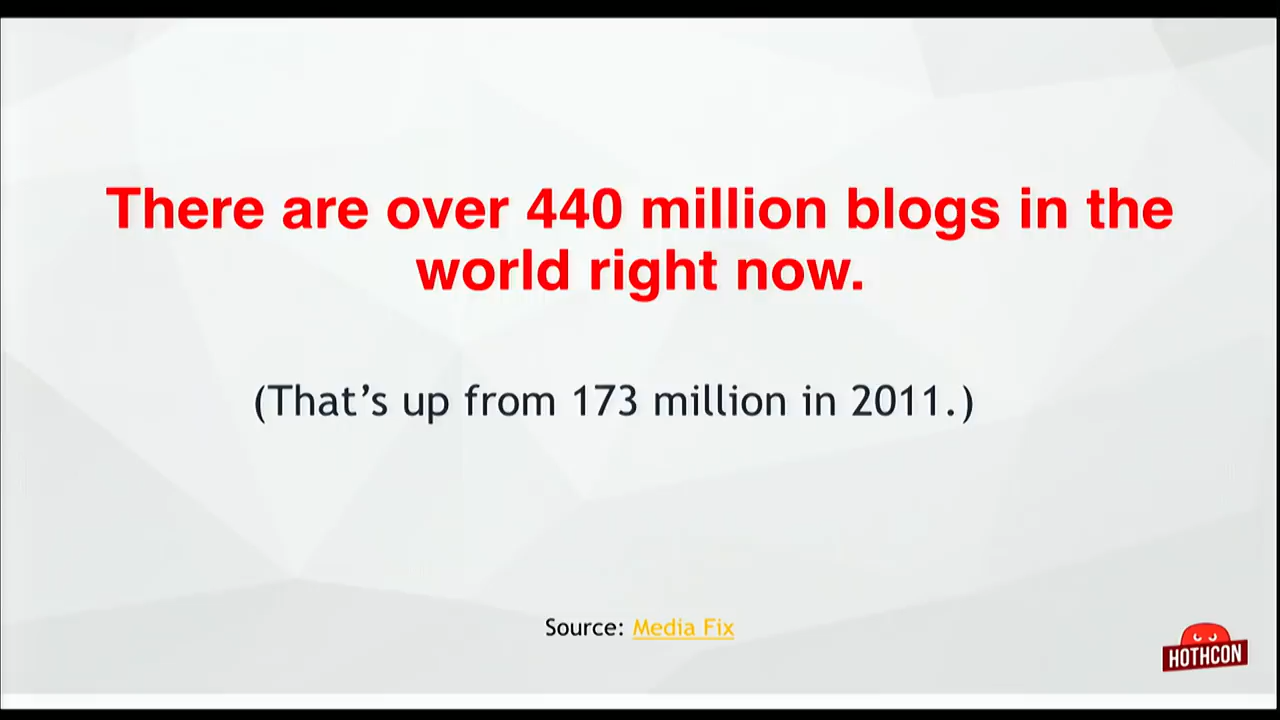 There are over 440 million blogs in the
world right now.
(That’s up from 173 million in 2011.)
Source: Media Fix
HOTHCON